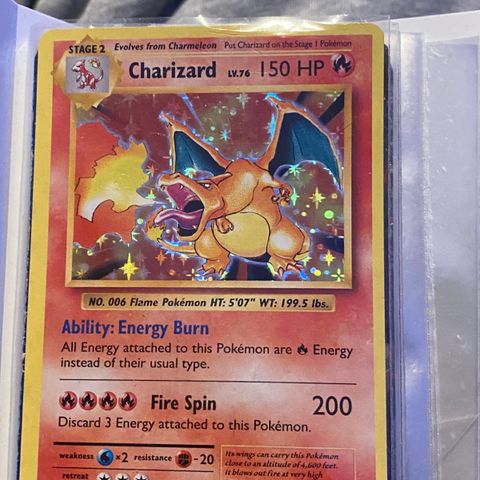 STAGE 2 Evolves from Charmeleon Put Charizard on the Stage 1 Pokémon
Charizard LV.76 150 HP
NO. 006 Flame Pokémon HT: 5'07" WT: 199.5 lbs.
Ability: Energy Burn
All Energy attached to this Pokémon are Energy
instead of their usual type.
Fire Spin 200
Discard 3 Energy attached to this Pokémon.
weakness ×2 resistance -20
retreat
Its wings can carry this Pokémon
close to an altitude of 4,600 feet.
It blows out fire at very high